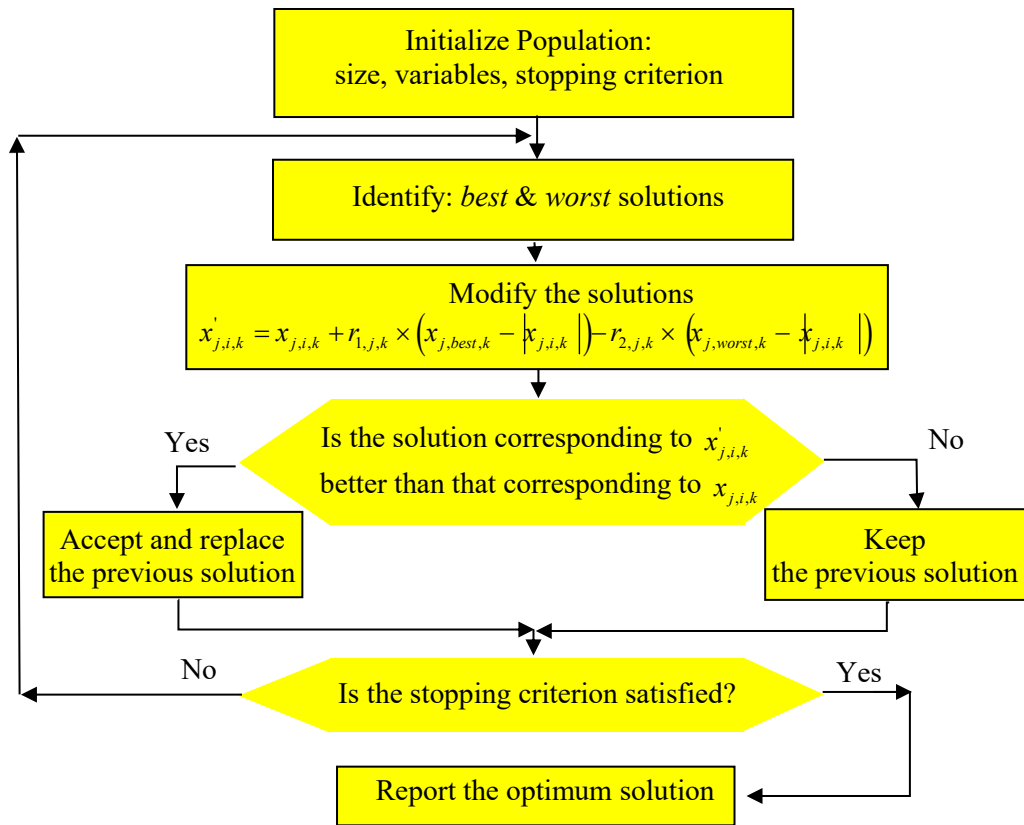 Initialize Population:
size, variables, stopping criterion
Identify: best & worst solutions
Modify the solutions
x'j,i,k = xj,i,k + r1,j,k × (xj,best,k − |xj,i,k |) − r2,j,k × (xj,worst,k − |xj,i,k |)
Is the solution corresponding to x'j,i,k
better than that corresponding to xj,i,k
Yes
No
Accept and replace
the previous solution
Keep
the previous solution
Is the stopping criterion satisfied?
No
Yes
Report the optimum solution